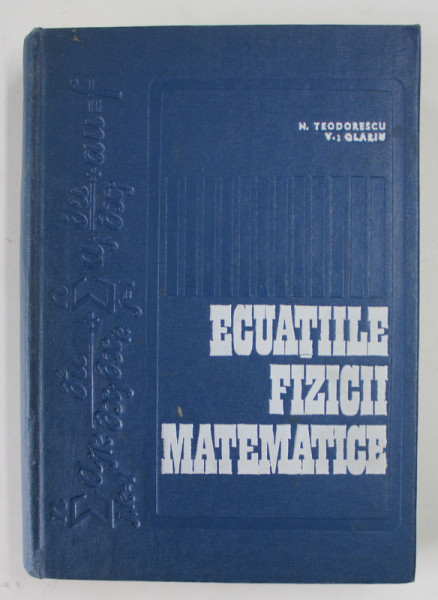 N. TEODORESCU
V. OLARIU
ECUAȚIILE
FIZICII
MATEMATICE